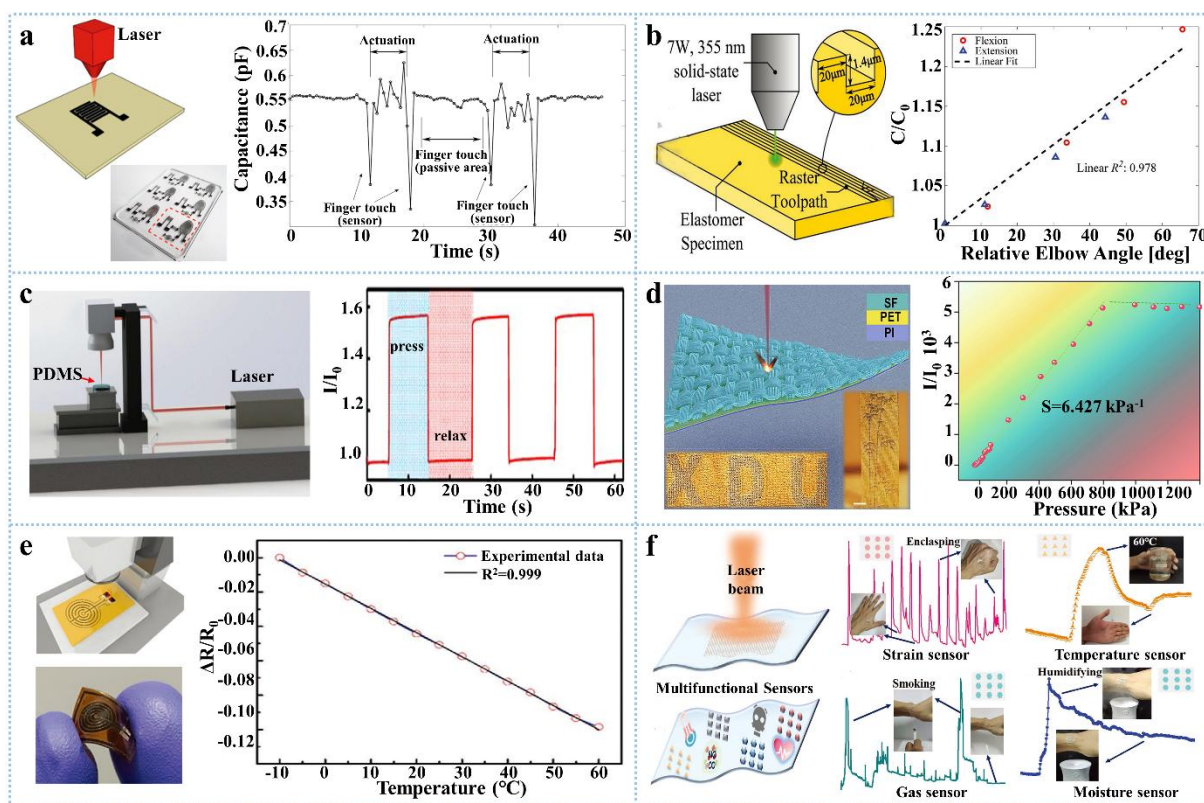 a
Laser
Capacitance (pF)
0.7
0.65
0.6
0.55
0.5
0.45
0.4
0.35
Actuation
Actuation
Finger touch
(passive area)
Finger touch
(sensor)
Finger touch
(sensor)
0 10 20 30 40 50
Time (s)
b
7W, 355 nm
solid-state
laser
20μm
1.4μm
20μm
Raster
Toolpath
Elastomer
Specimen
C/C0
1.25
1.2
1.15
1.1
1.05
1
Flexion
Extension
Linear Fit
Linear R²: 0.978
0 10 20 30 40 50 60 70
Relative Elbow Angle [deg]
c
PDMS
Laser
I/I0
1.6
1.4
1.2
1.0
press
relax
0 10 20 30 40 50 60
Time (s)
d
SF
PET
PI
XDU
I/I0 10³
6
5
4
3
2
1
0
S=6.427 kPa⁻¹
0 200 400 600 800 1000 1200
Pressure (kPa)
e
ΔR/R0
0.00
-0.02
-0.04
-0.06
-0.08
-0.10
-0.12
Experimental data
R²=0.999
-10 0 10 20 30 40 50 60
Temperature (°C)
f
Laser
beam
Multifunctional Sensors
Enclasping
Strain sensor
60°C
Temperature sensor
Smoking
Gas sensor
Humidifying
Moisture sensor